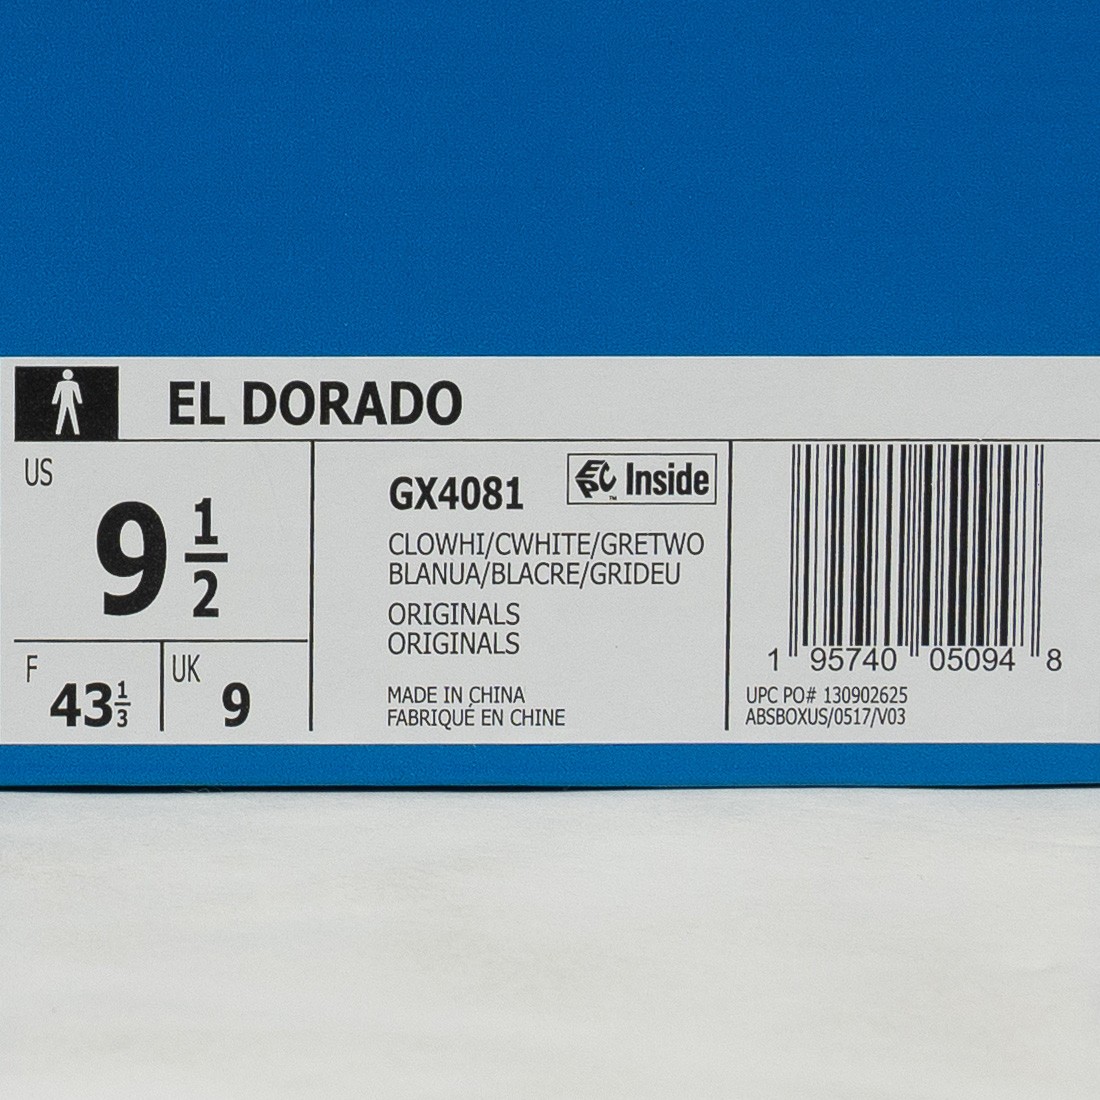 EL DORADO
US
9 1/2
F
43 1/3
UK
9
GX4081
EPC™ Inside
CLOWHI/CWHITE/GRETWO
BLANUA/BLACRE/GRIDEU
ORIGINALS
ORIGINALS
MADE IN CHINA
FABRIQUÉ EN CHINE
1 95740 05094 8
UPC PO# 130902625
ABSBOXUS/0517/V03